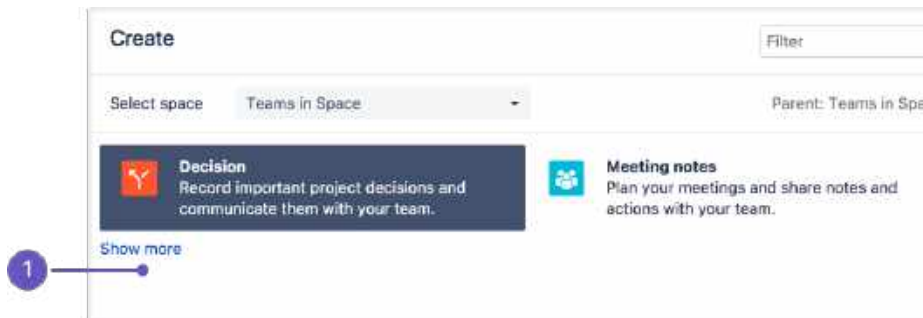 Create
Filter
Select space
Teams in Space
Parent: Teams in Spa
Decision
Record important project decisions and
communicate them with your team.
Meeting notes
Plan your meetings and share notes and
actions with your team.
Show more
1